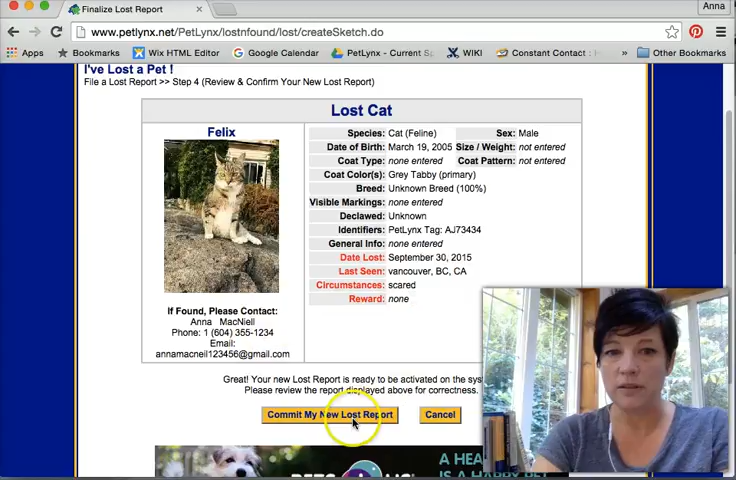 Finalize Lost Report
Anna
www.petlynx.net/PetLynx/lostnfound/lost/createSketch.do
Apps Bookmarks Wix HTML Editor Google Calendar PetLynx - Current Sp WIKI Constant Contact : H » Other Bookmarks
I've Lost a Pet !
File a Lost Report >> Step 4 (Review & Confirm Your New Lost Report)
Lost Cat
Felix
Species: Cat (Feline) Sex: Male
Date of Birth: March 19, 2005 Size / Weight: not entered
Coat Type: none entered Coat Pattern: not entered
Coat Color(s): Grey Tabby (primary)
Breed: Unknown Breed (100%)
Visible Markings: none entered
Declawed: Unknown
Identifiers: PetLynx Tag: AJ73434
General Info: none entered
Date Lost: September 30, 2015
Last Seen: vancouver, BC, CA
Circumstances: scared
Reward: none
If Found, Please Contact:
Anna MacNiell
Phone: 1 (604) 355-1234
Email:
annamacneil123456@gmail.com
Great! Your new Lost Report is ready to be activated on the sys
Please review the report displayed above for correctness.
Commit My New Lost Report Cancel
A HEA
IS A H